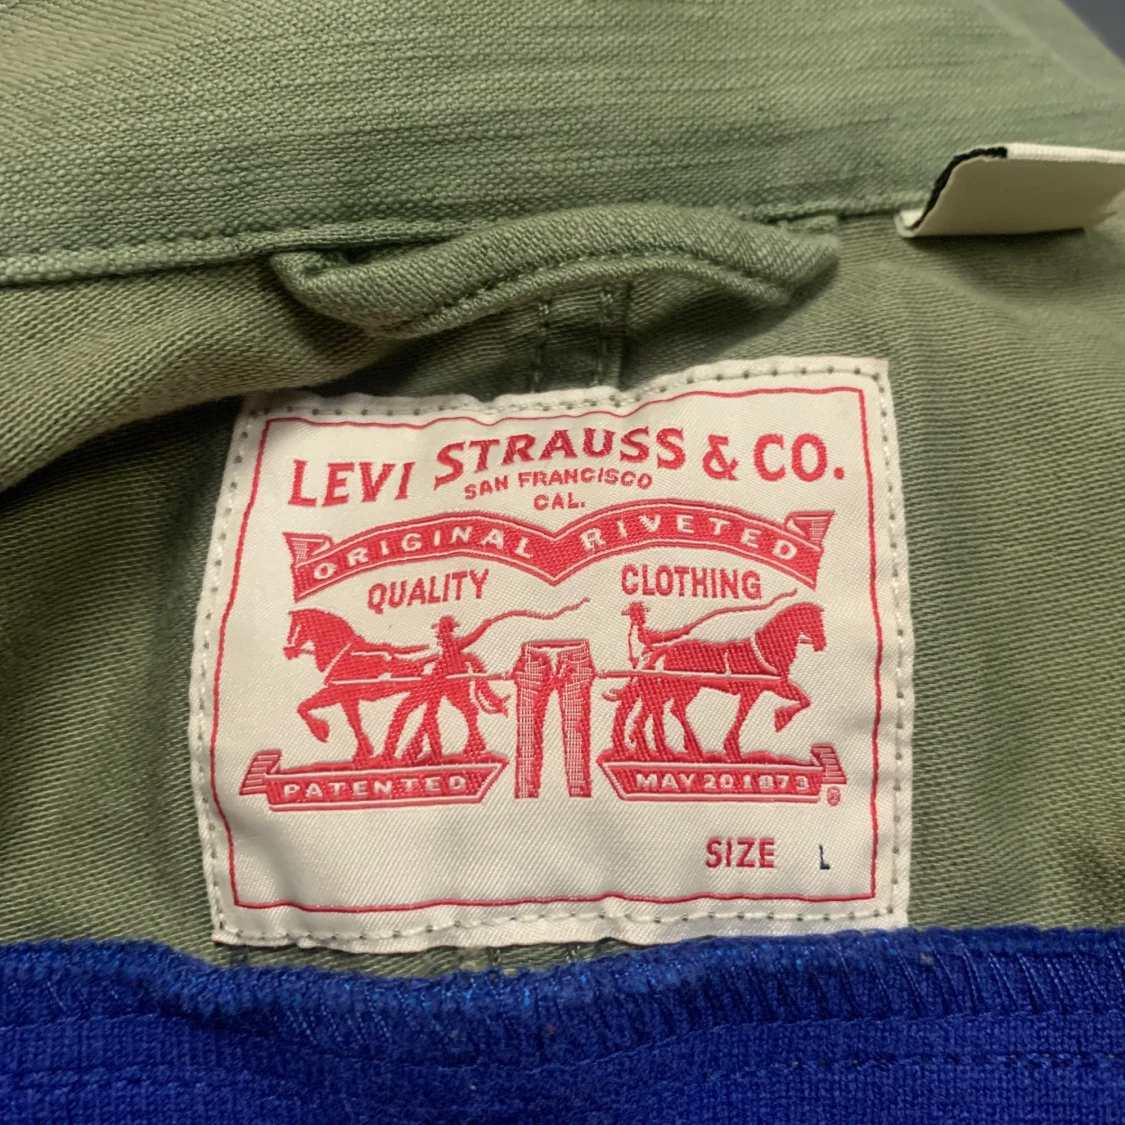 LEVI STRAUSS & CO.
SAN FRANCISCO
CAL.
ORIGINAL RIVETED
QUALITY CLOTHING
PATENTED MAY 20 1873
®
SIZE L